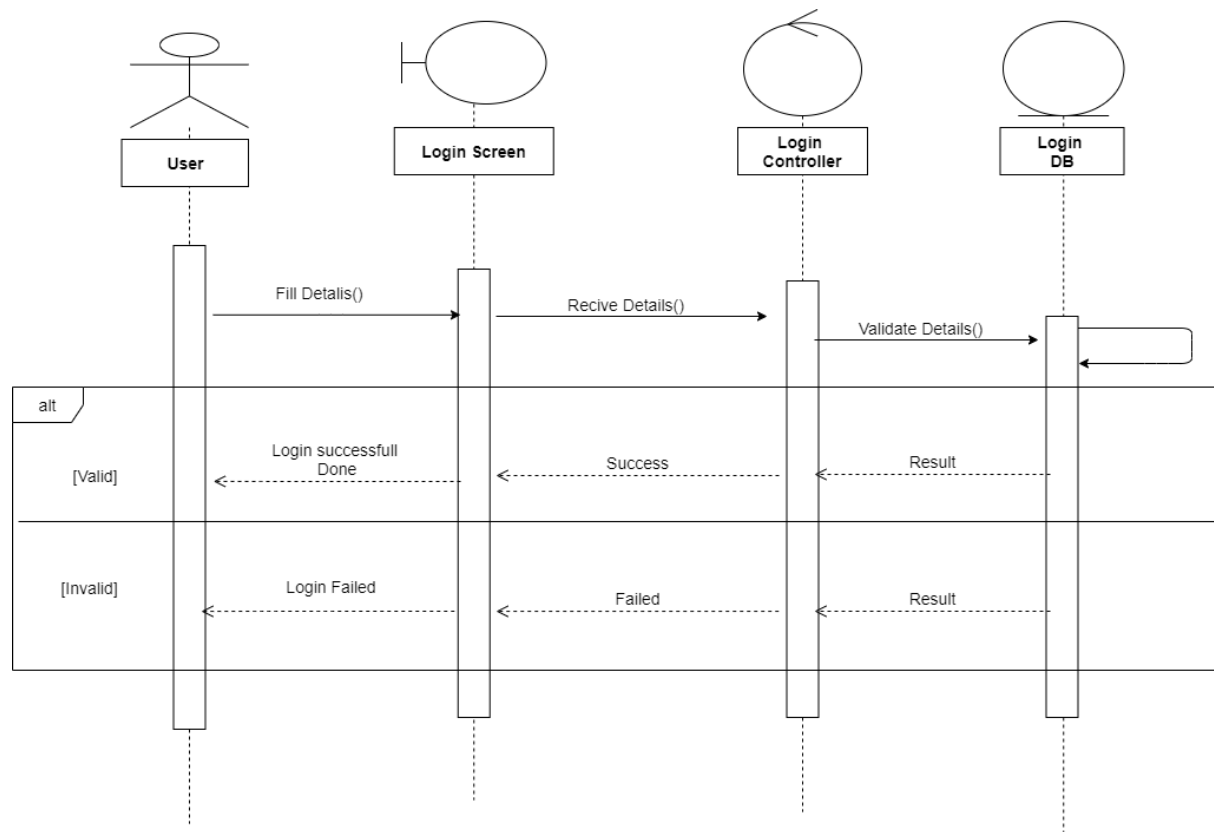 User
Login Screen
Login
Controller
Login
DB
Fill Detalis()
Recive Details()
Validate Details()
alt
[Valid]
Login successfull
Done
Success
Result
[Invalid]
Login Failed
Failed
Result